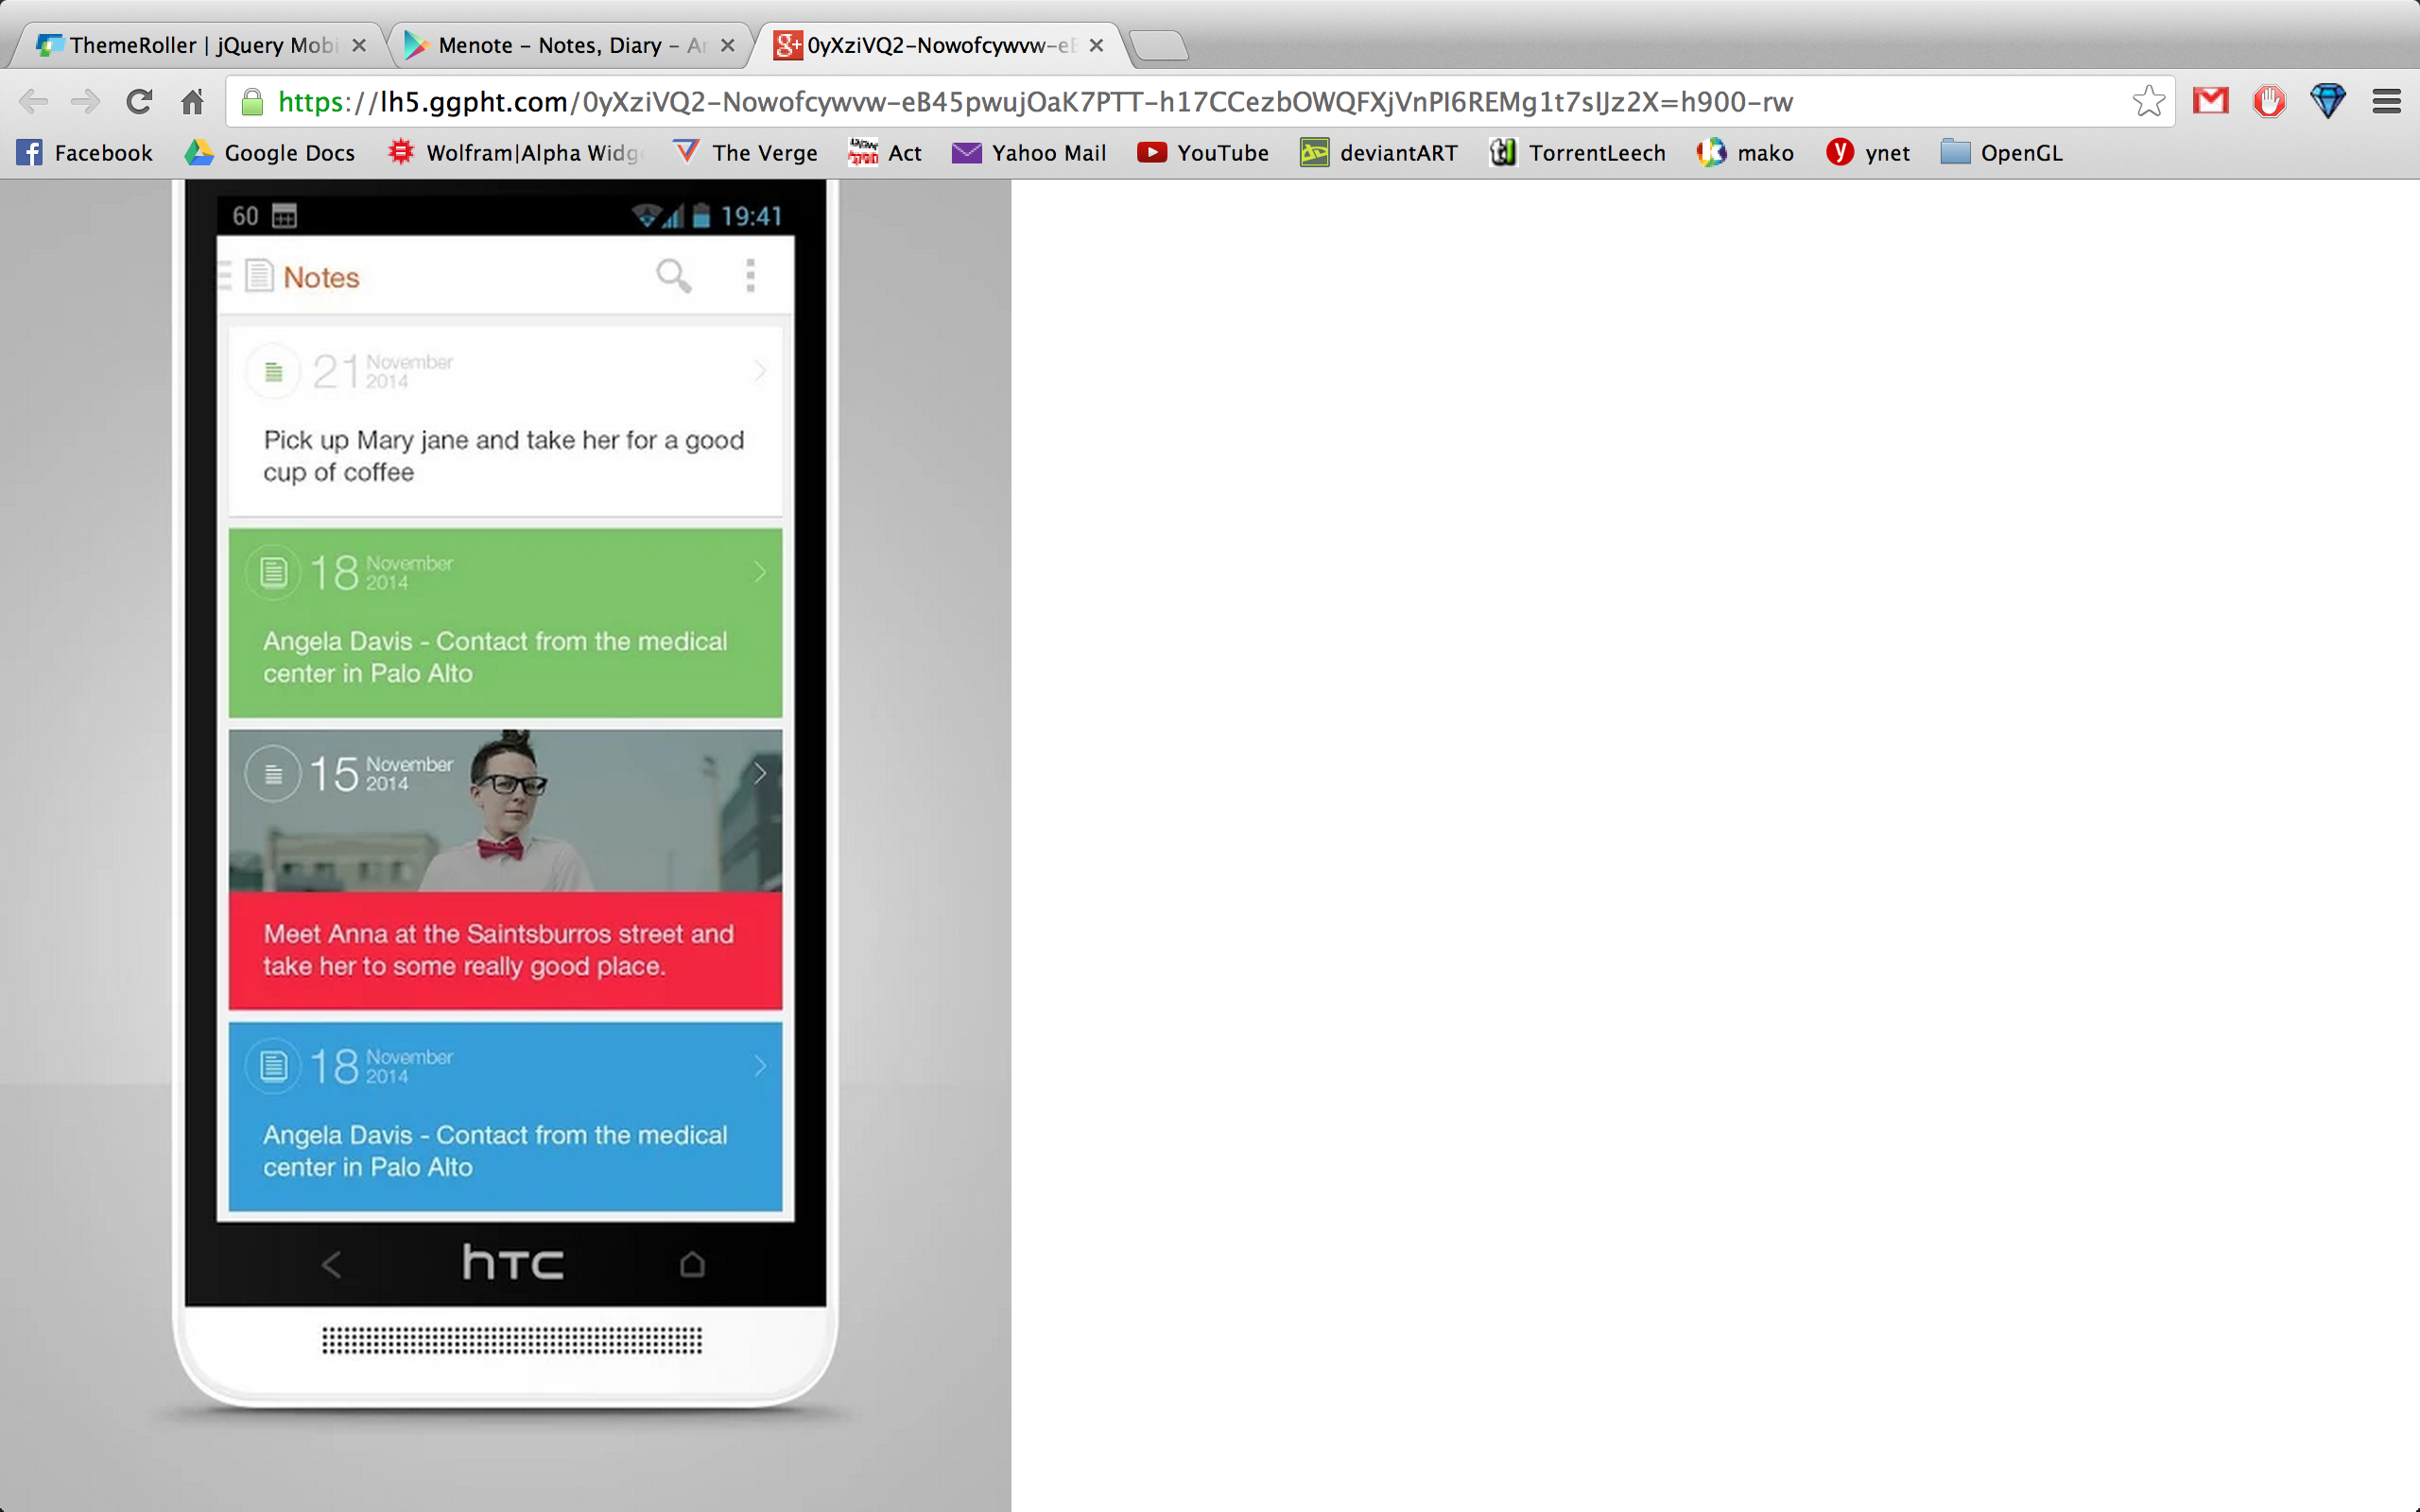 ThemeRoller | jQuery Mobi
Menote – Notes, Diary – Ar
0yXziVQ2-Nowofcywvw-eB
https://lh5.ggpht.com/0yXziVQ2-Nowofcywvw-eB45pwujOaK7PTT-h17CCezbOWQFXjVnPI6REMg1t7sIJz2X=h900-rw
Facebook
Google Docs
Wolfram|Alpha Widg
The Verge
Act
Yahoo Mail
YouTube
deviantART
TorrentLeech
mako
ynet
OpenGL
60
19:41
Notes
21 November
2014
Pick up Mary jane and take her for a good
cup of coffee
18 November
2014
Angela Davis - Contact from the medical
center in Palo Alto
15 November
2014
Meet Anna at the Saintsburros street and
take her to some really good place.
18 November
2014
Angela Davis - Contact from the medical
center in Palo Alto
hTC